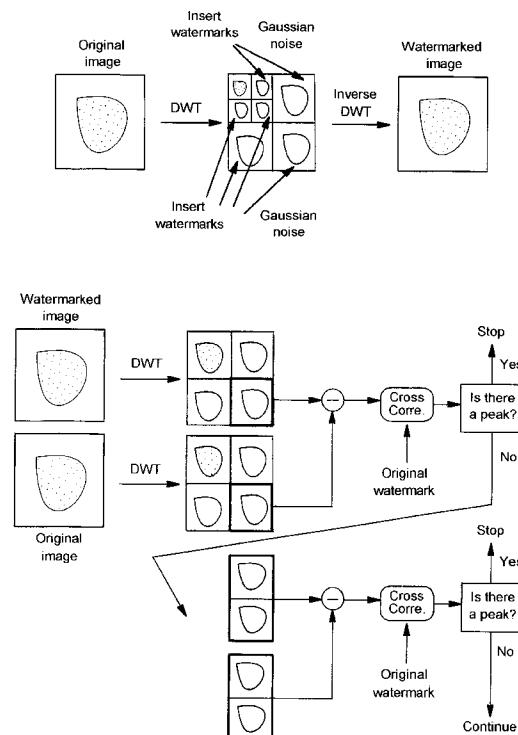 Insert
watermarks
Gaussian
noise
Original
image
Watermarked
image
DWT
Inverse
DWT
Insert
watermarks
Gaussian
noise
Watermarked
image
DWT
Stop
Yes
Cross
Corre.
Is there
a peak?
DWT
Original
watermark
No
Original
image
Stop
Yes
Cross
Corre.
Is there
a peak?
Original
watermark
No
Continue